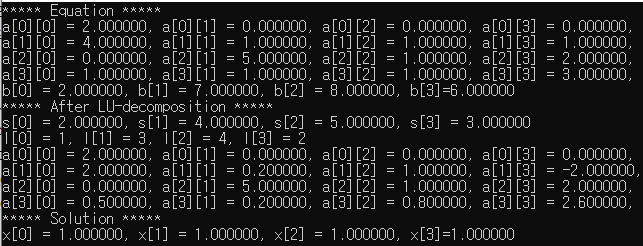 ***** Equation *****
a[0][0] = 2.000000, a[0][1] = 0.000000, a[0][2] = 0.000000, a[0][3] = 0.000000,
a[1][0] = 4.000000, a[1][1] = 1.000000, a[1][2] = 1.000000, a[1][3] = 1.000000,
a[2][0] = 0.000000, a[2][1] = 5.000000, a[2][2] = 1.000000, a[2][3] = 2.000000,
a[3][0] = 1.000000, a[3][1] = 1.000000, a[3][2] = 1.000000, a[3][3] = 3.000000,
b[0] = 2.000000, b[1] = 7.000000, b[2] = 8.000000, b[3]=6.000000
***** After LU-decomposition *****
s[0] = 2.000000, s[1] = 4.000000, s[2] = 5.000000, s[3] = 3.000000
l[0] = 1, l[1] = 3, l[2] = 4, l[3] = 2
a[0][0] = 2.000000, a[0][1] = 0.000000, a[0][2] = 0.000000, a[0][3] = 0.000000,
a[1][0] = 2.000000, a[1][1] = 0.200000, a[1][2] = 1.000000, a[1][3] = -2.000000,
a[2][0] = 0.000000, a[2][1] = 5.000000, a[2][2] = 1.000000, a[2][3] = 2.000000,
a[3][0] = 0.500000, a[3][1] = 0.200000, a[3][2] = 0.800000, a[3][3] = 2.600000,
***** Solution *****
x[0] = 1.000000, x[1] = 1.000000, x[2] = 1.000000, x[3]=1.000000